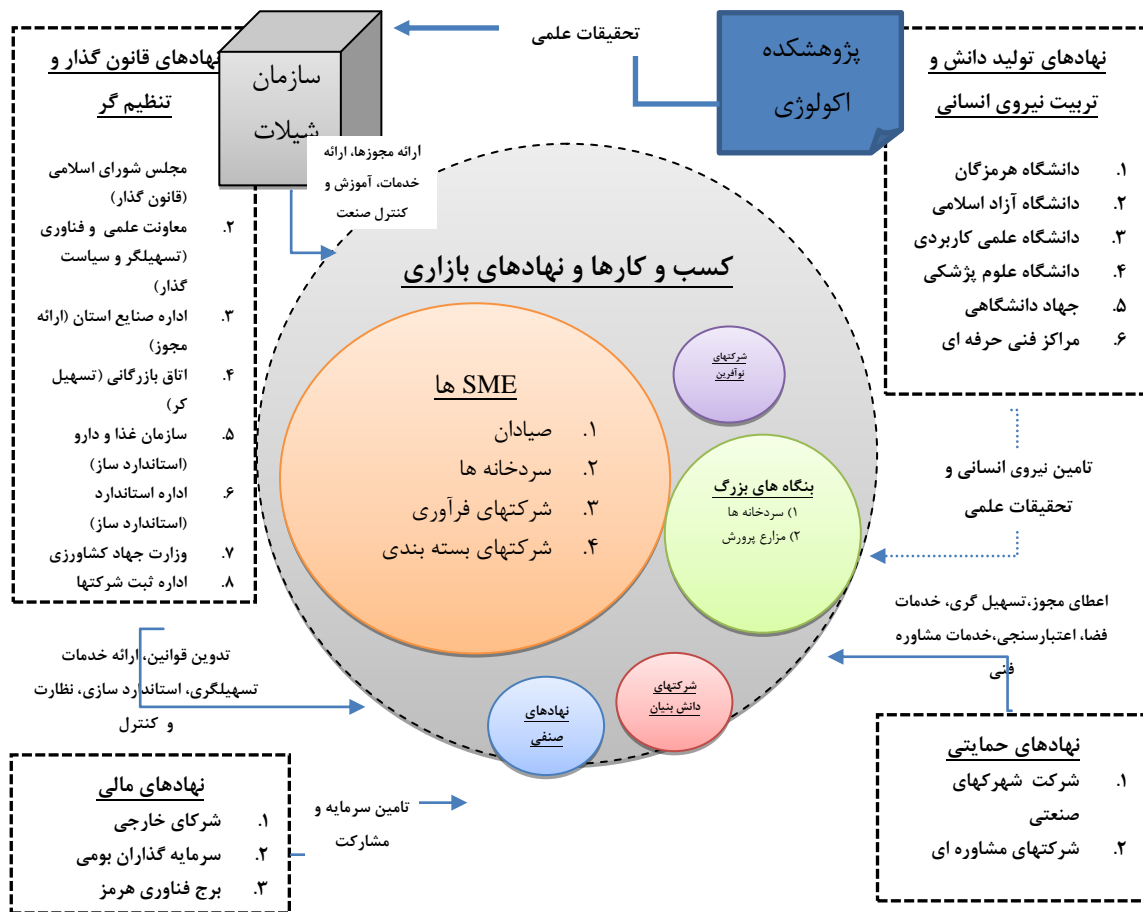 نهادهای تولید دانش و
تربیت نیروی انسانی
۱. دانشگاه هرمزگان
۲. دانشگاه آزاد اسلامی
۳. دانشگاه علمی کاربردی
۴. دانشگاه علوم پژشکی
۵. جهاد دانشگاهی
۶. مراکز فنی حرفه ای
پژوهشکده
اکولوژی
تحقیقات علمی
سازمان
شیلات
ارائه مجوزها، ارائه
خدمات، آموزش و
کنترل صنعت
نهادهای قانون گذار و
تنظیم گر
مجلس شورای اسلامی
(قانون گذار)
۲. معاونت علمی و فناوری
(تسهیلگر و سیاست
گذار)
۳. اداره صنایع استان (ارائه
مجوز)
۴. اتاق بازرگانی (تسهیل
کر)
۵. سازمان غذا و دارو
(استاندارد ساز)
۶. اداره استاندارد
(استاندارد ساز)
۷. وزارت جهاد کشاورزی
۸. اداره ثبت شرکتها
کسب و کارها و نهادهای بازاری
SME ها
۱. صیادان
۲. سردخانه ها
۳. شرکتهای فرآوری
۴. شرکتهای بسته بندی
شرکتهای
نوآفرین
بنگاه های بزرگ
۱) سردخانه ها
۲) مزارع پرورش
شرکتهای
دانش بنیان
نهادهای
صنفی
تامین نیروی انسانی و
تحقیقات علمی
اعطای مجوز،تسهیل گری، خدمات
فضا، اعتبارسنجی،خدمات مشاوره
فنی
تدوین قوانین، ارائه خدمات
تسهیلگری، استاندارد سازی، نظارت
و کنترل
نهادهای حمایتی
۱. شرکت شهرکهای
صنعتی
۲. شرکتهای مشاوره ای
نهادهای مالی
۱. شرکای خارجی
۲. سرمایه گذاران بومی
۳. برج فناوری هرمز
تامین سرمایه و
مشارکت